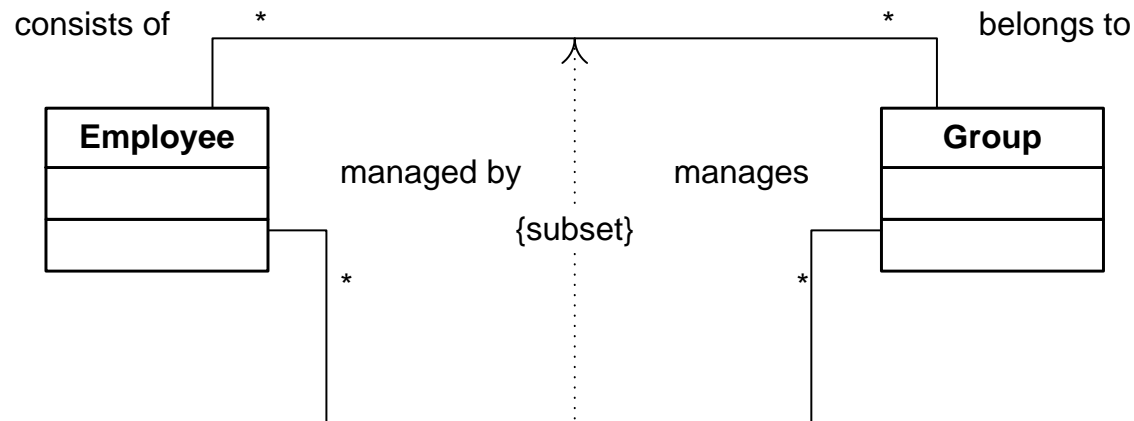 consists of * * belongs to
Employee Group
managed by manages
{subset}
* *